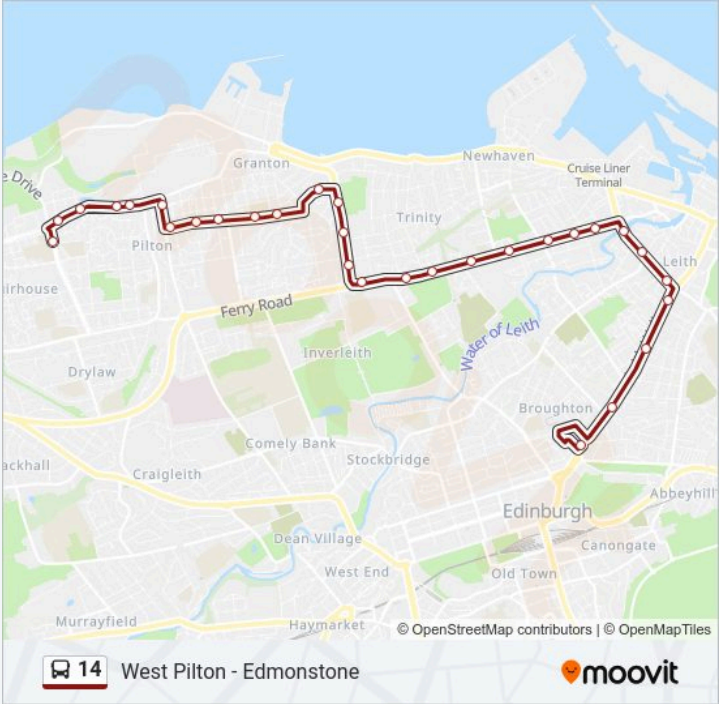 Granton
Newhaven
Cruise Liner
Terminal
e Drive
Trinity
Pilton
Leith
uirhouse
Ferry Road
Water of Leith
Inverleith
Drylaw
Broughton
Comely Bank
ackhall
Stockbridge
Craigleith
Abbeyhill
Edinburgh
Dean Village
Canongate
West End
Old Town
Murrayfield
Haymarket
© OpenStreetMap contributors | © OpenMapTiles
14 West Pilton - Edmonstone
moovit